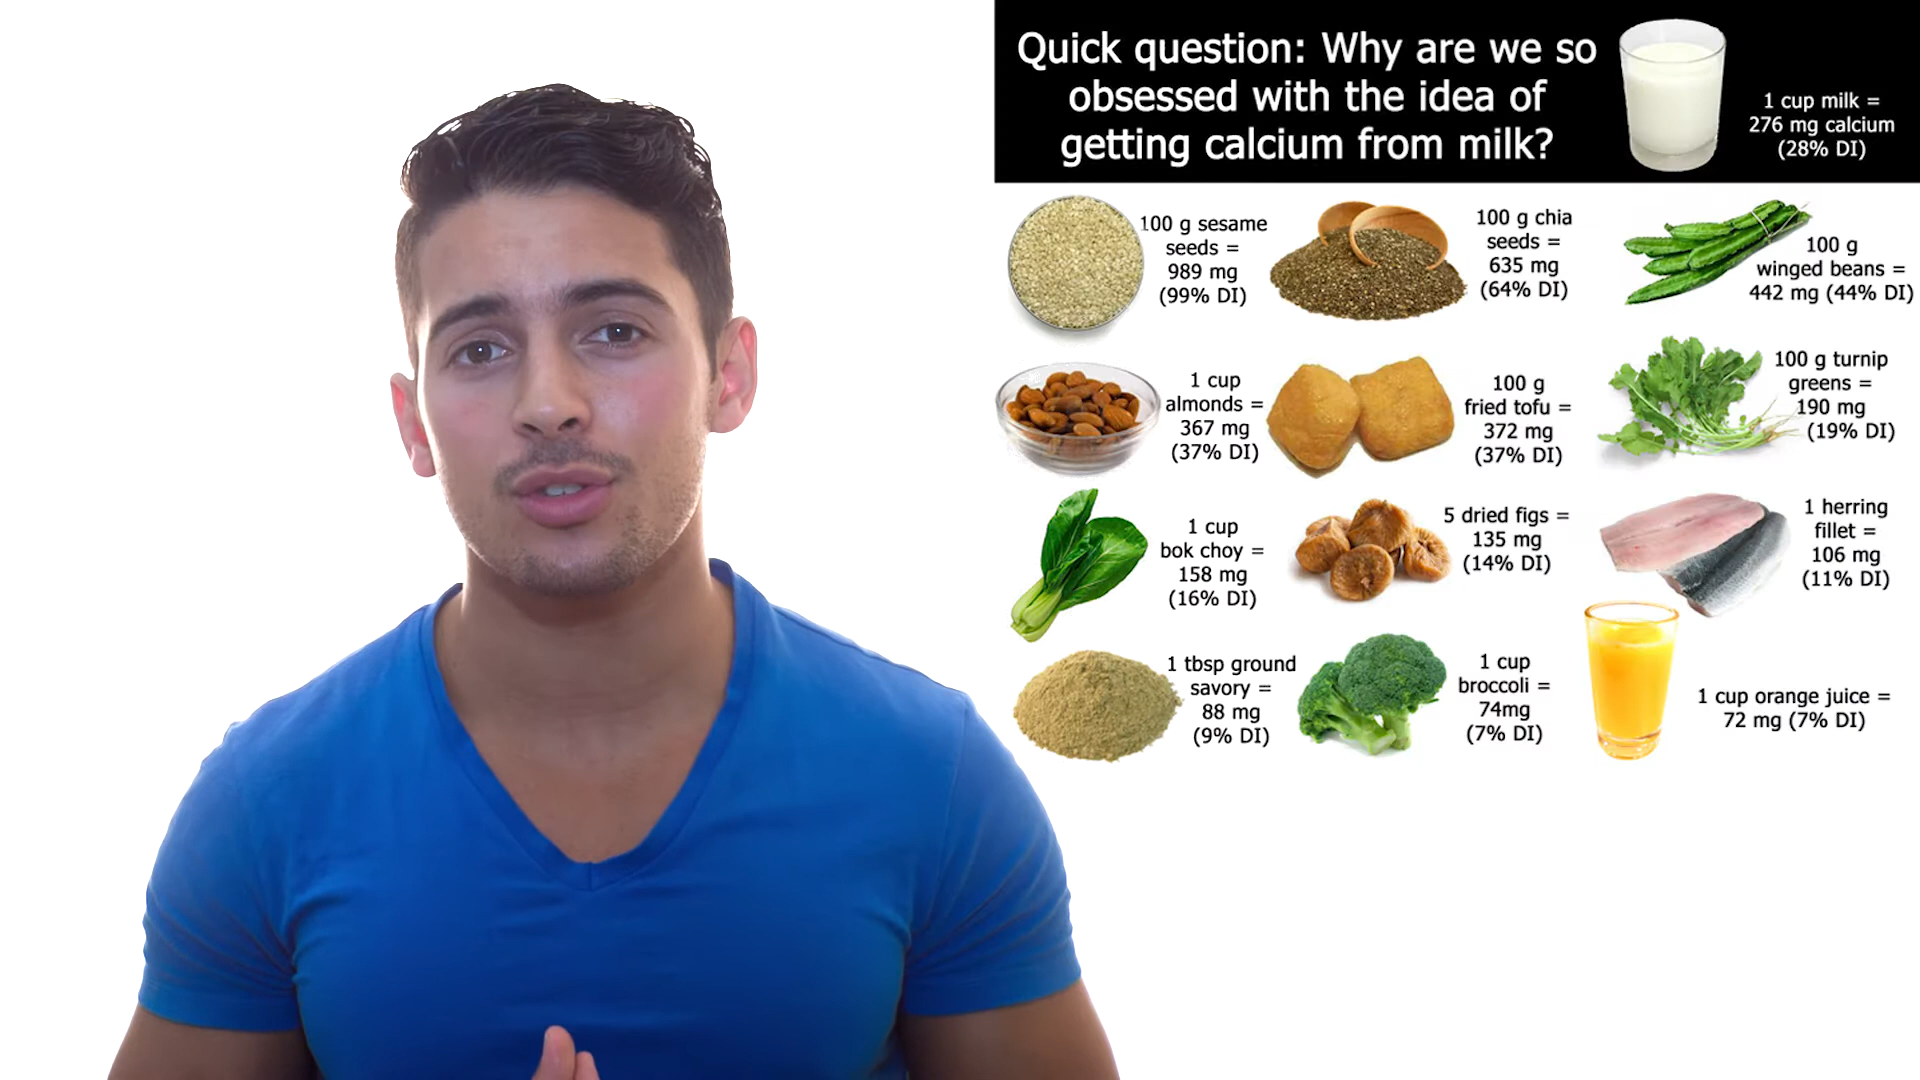 Quick question: Why are we so
obsessed with the idea of
getting calcium from milk?
1 cup milk =
276 mg calcium
(28% DI)
100 g sesame
seeds =
989 mg
(99% DI)
100 g chia
seeds =
635 mg
(64% DI)
100 g
winged beans =
442 mg (44% DI)
1 cup
almonds =
367 mg
(37% DI)
100 g
fried tofu =
372 mg
(37% DI)
100 g turnip
greens =
190 mg
(19% DI)
1 cup
bok choy =
158 mg
(16% DI)
5 dried figs =
135 mg
(14% DI)
1 herring
fillet =
106 mg
(11% DI)
1 tbsp ground
savory =
88 mg
(9% DI)
1 cup
broccoli =
74mg
(7% DI)
1 cup orange juice =
72 mg (7% DI)